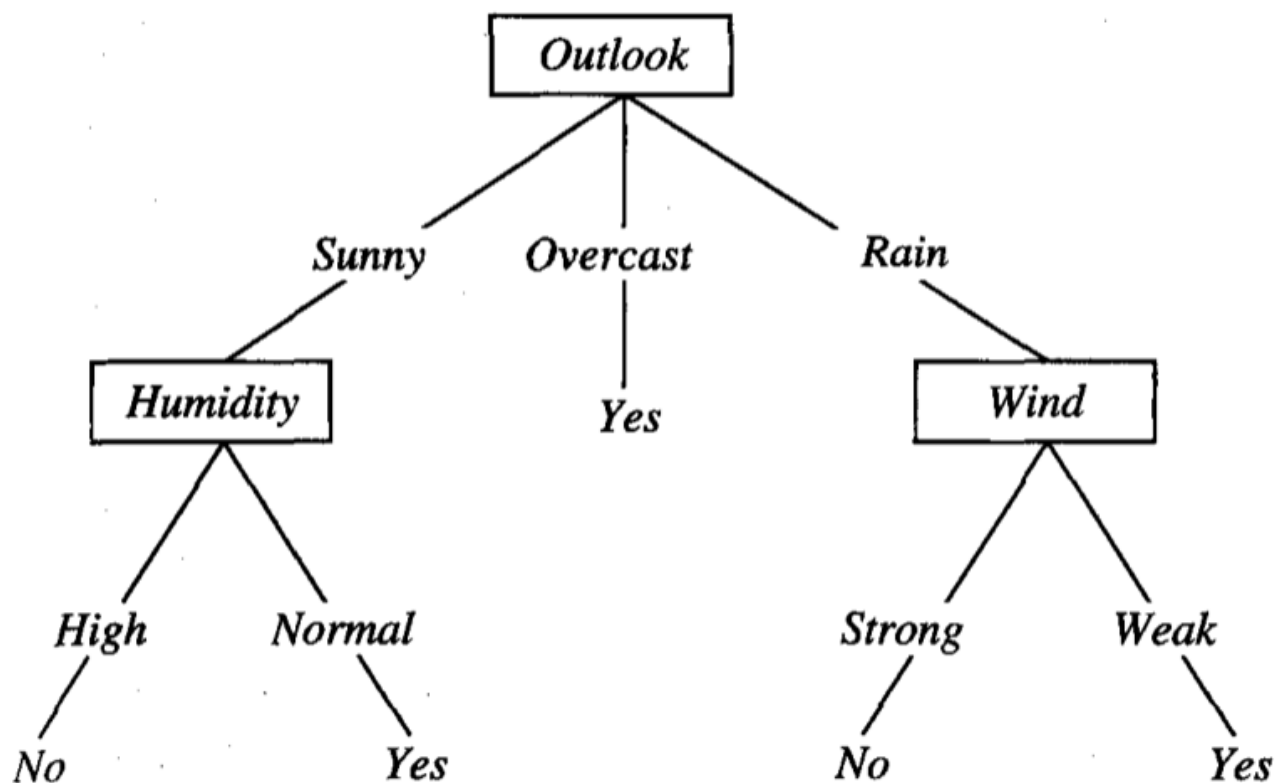 Outlook
Sunny Overcast Rain
Humidity Yes Wind
High Normal Strong Weak
No Yes No Yes